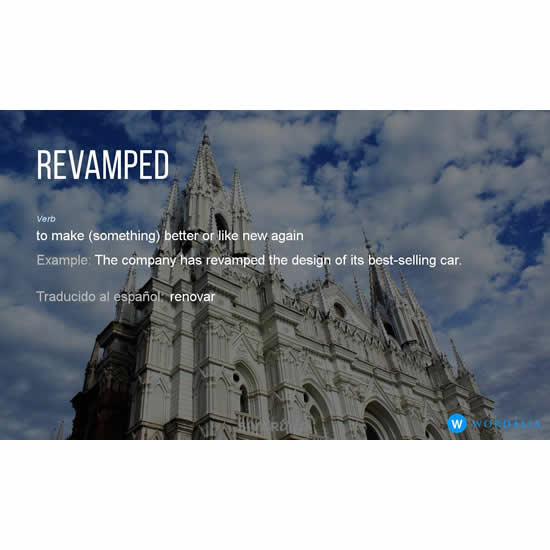 REVAMPED
Verb
to make (something) better or like new again
Example: The company has revamped the design of its best-selling car.
Traducido al español: renovar
W WORDALIA